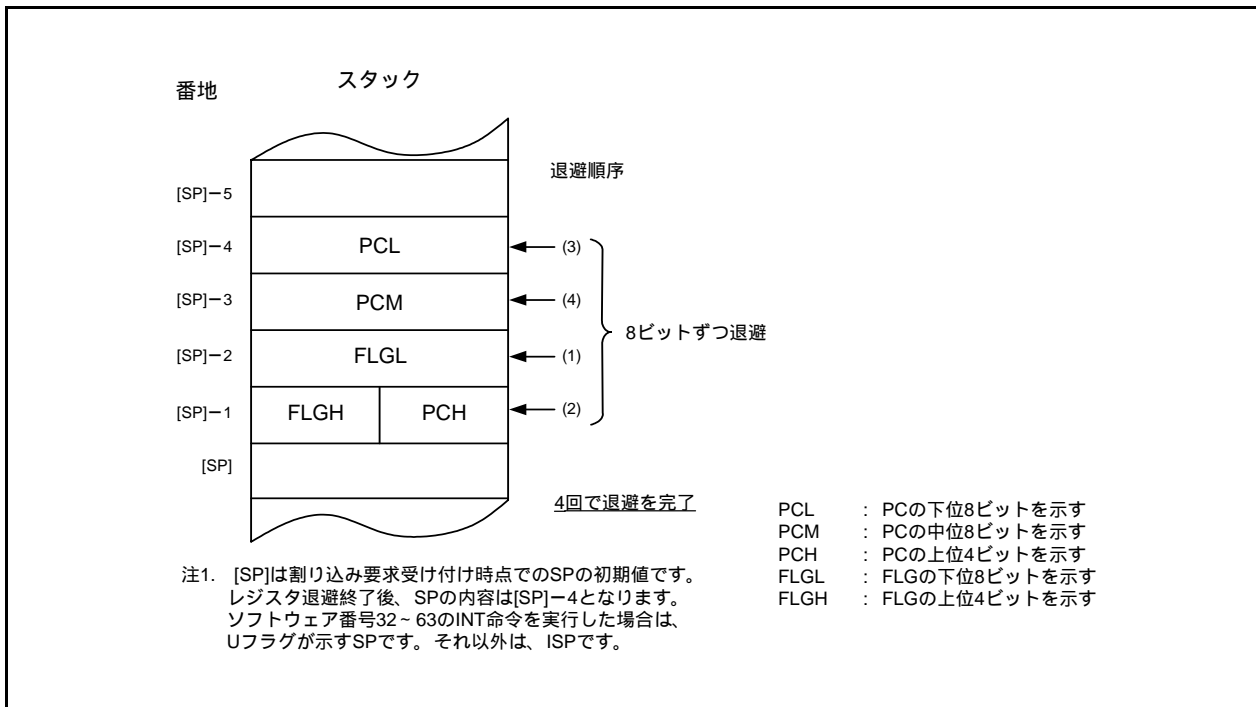 番地 スタック
退避順序
[SP]ー5
[SP]ー4 PCL (3)
[SP]ー3 PCM (4)
8ビットずつ退避
[SP]ー2 FLGL (1)
[SP]ー1 FLGH PCH (2)
[SP]
4回で退避を完了
PCL : PCの下位8ビットを示す
PCM : PCの中位8ビットを示す
PCH : PCの上位4ビットを示す
FLGL : FLGの下位8ビットを示す
FLGH : FLGの上位4ビットを示す
注1. [SP]は割り込み要求受け付け時点でのSPの初期値です。
レジスタ退避終了後、SPの内容は[SP]ー4となります。
ソフトウェア番号32~63のINT命令を実行した場合は、
Uフラグが示すSPです。それ以外は、ISPです。